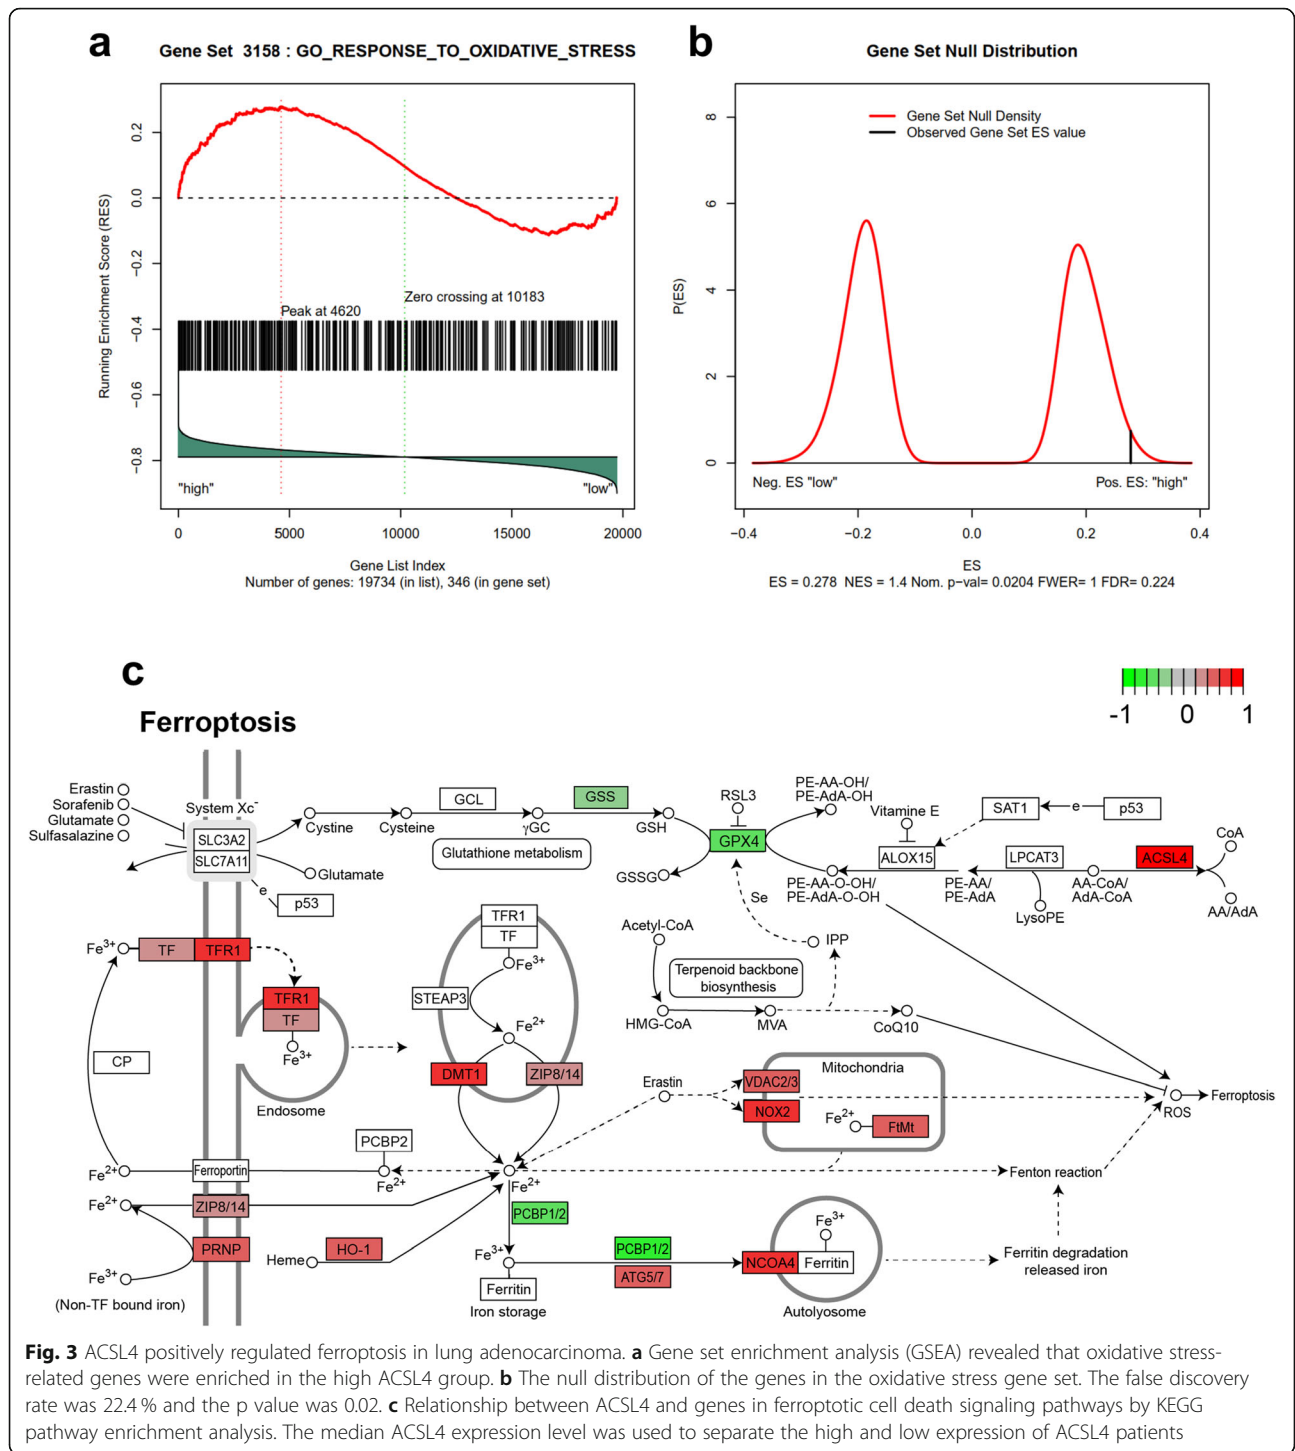 a
Gene Set 3158 : GO_RESPONSE_TO_OXIDATIVE_STRESS
Running Enrichment Score (RES)
0.2
0.0
−0.2
−0.4
−0.6
−0.8
Peak at 4620
Zero crossing at 10183
"high"
"low"
0 5000 10000 15000 20000
Gene List Index
Number of genes: 19734 (in list), 346 (in gene set)
b
Gene Set Null Distribution
Gene Set Null Density
Observed Gene Set ES value
P(ES)
8
6
4
2
0
Neg. ES "low"
Pos. ES: "high"
−0.4 −0.2 0.0 0.2 0.4
ES
ES = 0.278 NES = 1.4 Nom. p−val= 0.0204 FWER= 1 FDR= 0.224
c
-1 0 1
Ferroptosis
Erastin
Sorafenib
Glutamate
Sulfasalazine
System Xc-
SLC3A2
SLC7A11
Cystine
Cysteine
GCL
γGC
GSS
GSH
Glutathione metabolism
Glutamate
e
p53
RSL3
GPX4
GSSG
PE-AA-OH/
PE-AdA-OH
Vitamine E
ALOX15
SAT1
e
p53
LPCAT3
ACSL4
CoA
PE-AA-O-OH/
PE-AdA-O-OH
PE-AA/
PE-AdA
LysoPE
AA-CoA/
AdA-CoA
AA/AdA
Se
Fe3+
TF
TFR1
TFR1
TF
Fe3+
Endosome
CP
TFR1
TF
Fe3+
STEAP3
Fe2+
DMT1
ZIP8/14
Acetyl-CoA
IPP
Terpenoid backbone
biosynthesis
HMG-CoA
MVA
CoQ10
Erastin
Mitochondria
VDAC2/3
NOX2
Fe2+
FtMt
ROS
Ferroptosis
Fe2+
Ferroportin
PCBP2
Fe2+
Fe2+
Fenton reaction
Fe2+
ZIP8/14
PRNP
Fe3+
(Non-TF bound iron)
Heme
HO-1
PCBP1/2
Fe3+
Ferritin
Iron storage
PCBP1/2
ATG5/7
NCOA4
Fe3+
Ferritin
Autolyosome
Ferritin degradation
released iron
Fig. 3 ACSL4 positively regulated ferroptosis in lung adenocarcinoma. a Gene set enrichment analysis (GSEA) revealed that oxidative stress-
related genes were enriched in the high ACSL4 group. b The null distribution of the genes in the oxidative stress gene set. The false discovery
rate was 22.4 % and the p value was 0.02. c Relationship between ACSL4 and genes in ferroptotic cell death signaling pathways by KEGG
pathway enrichment analysis. The median ACSL4 expression level was used to separate the high and low expression of ACSL4 patients